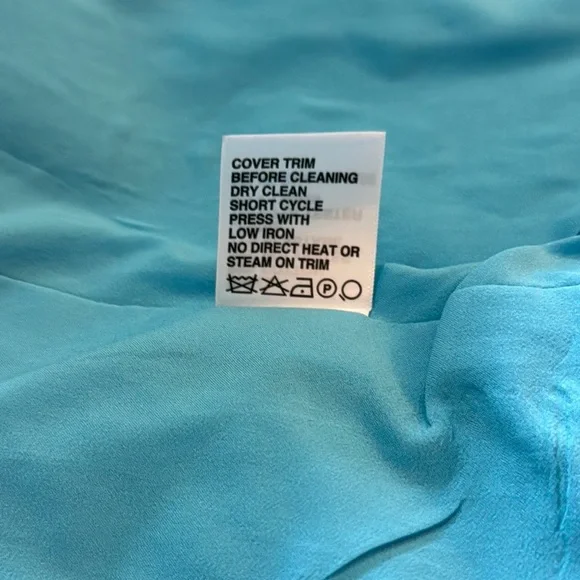 COVER TRIM
BEFORE CLEANING
DRY CLEAN
SHORT CYCLE
PRESS WITH
LOW IRON
NO DIRECT HEAT OR
STEAM ON TRIM
P